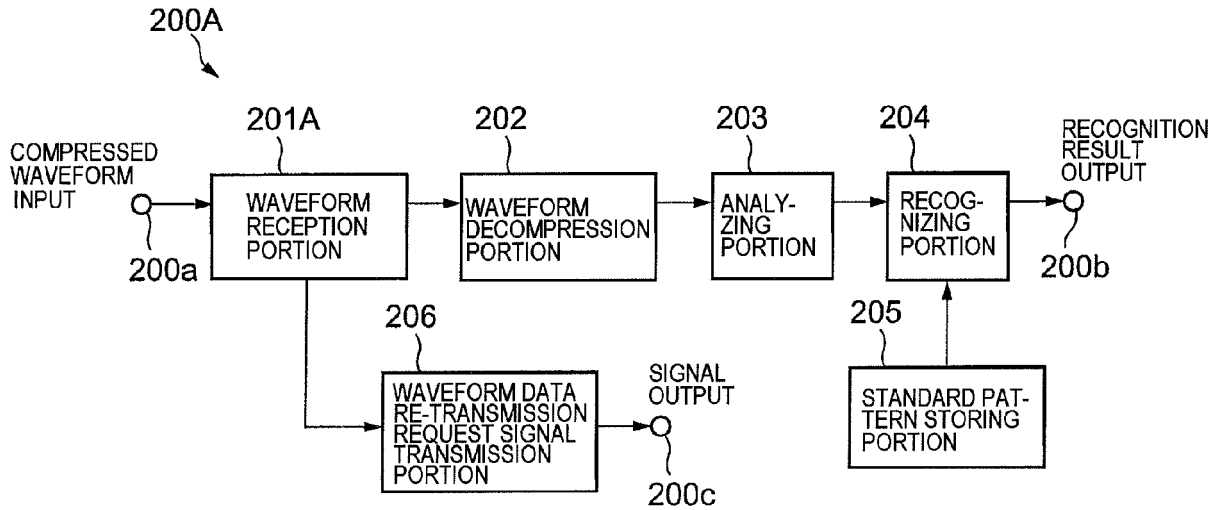 200A
201A
202
203
204
COMPRESSED
WAVEFORM
INPUT
RECOGNITION
RESULT
OUTPUT
WAVEFORM
RECEPTION
PORTION
WAVEFORM
DECOMPRESSION
PORTION
ANALY-
ZING
PORTION
RECOG-
NIZING
PORTION
200a
200b
206
205
WAVEFORM DATA
RE-TRANSMISSION
REQUEST SIGNAL
TRANSMISSION
PORTION
SIGNAL
OUTPUT
200c
STANDARD PAT-
TERN STORING
PORTION